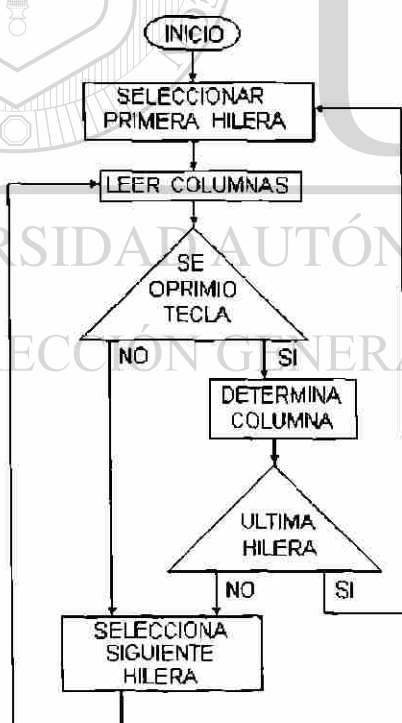 INICIO
SELECCIONAR
PRIMERA HILERA
LEER COLUMNAS
SE
OPRIMIO
TECLA
NO
SI
DETERMINA
COLUMNA
ULTIMA
HILERA
NO
SI
SELECCIONA
SIGUIENTE
HILERA